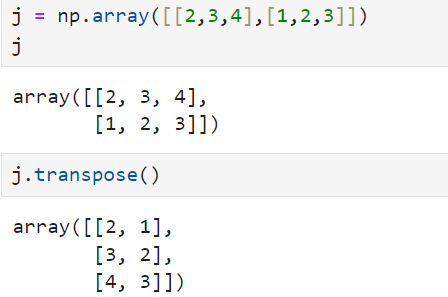 j = np.array([[2,3,4],[1,2,3]])
j
array([[2, 3, 4],
       [1, 2, 3]])
j.transpose()
array([[2, 1],
       [3, 2],
       [4, 3]])